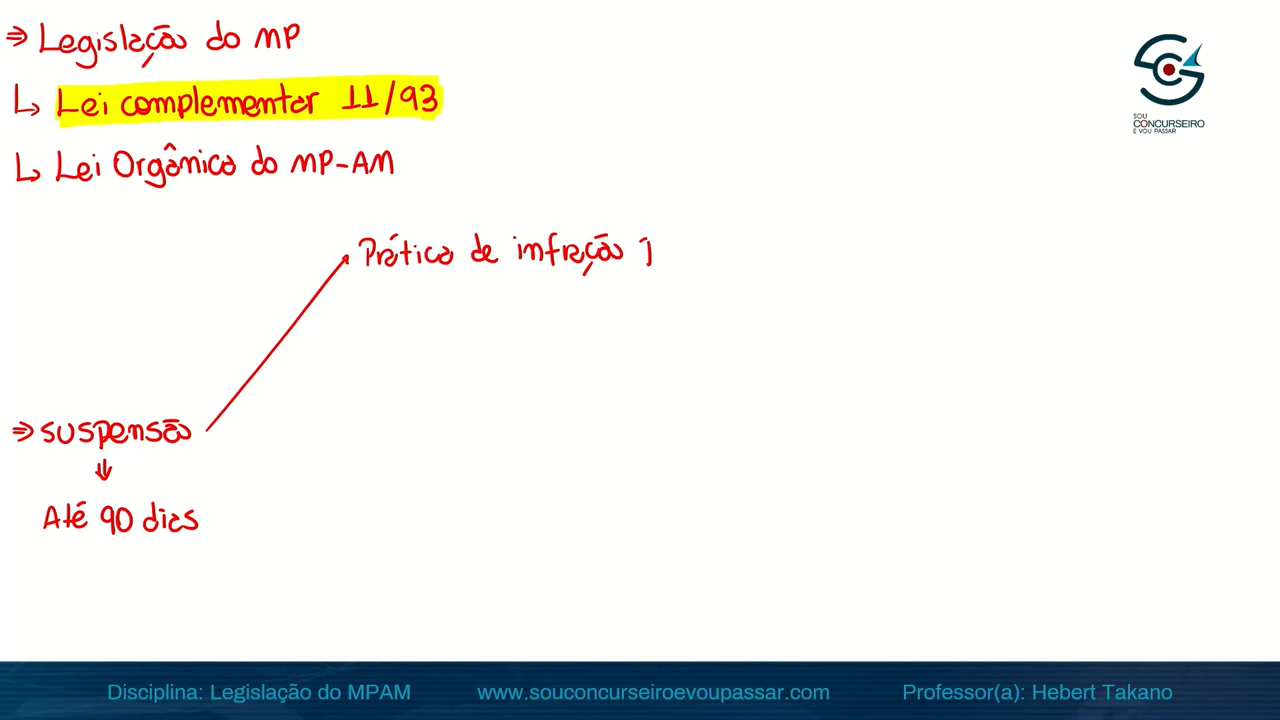 ⇒ Legislação do MP
↳ Lei complementar 11/93
↳ Lei Orgânica do MP-AM
SOU
CONCURSEIRO
E VOU PASSAR
Prática de infração
⇒ suspensão
↓
Até 90 dias
Disciplina: Legislação do MPAM www.souconcurseiroevoupassar.com Professor(a): Hebert Takano